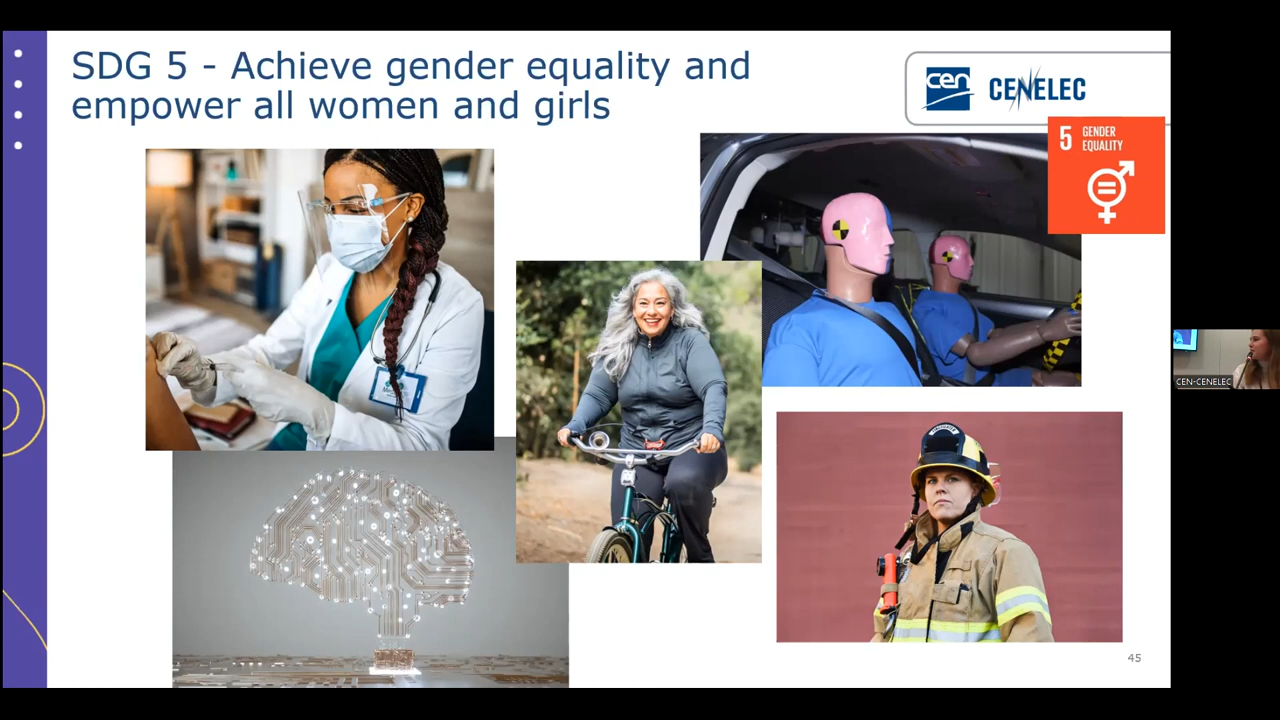 SDG 5 - Achieve gender equality and
empower all women and girls
cen
CENELEC
5 GENDER
EQUALITY
CEN-CENELEC
45